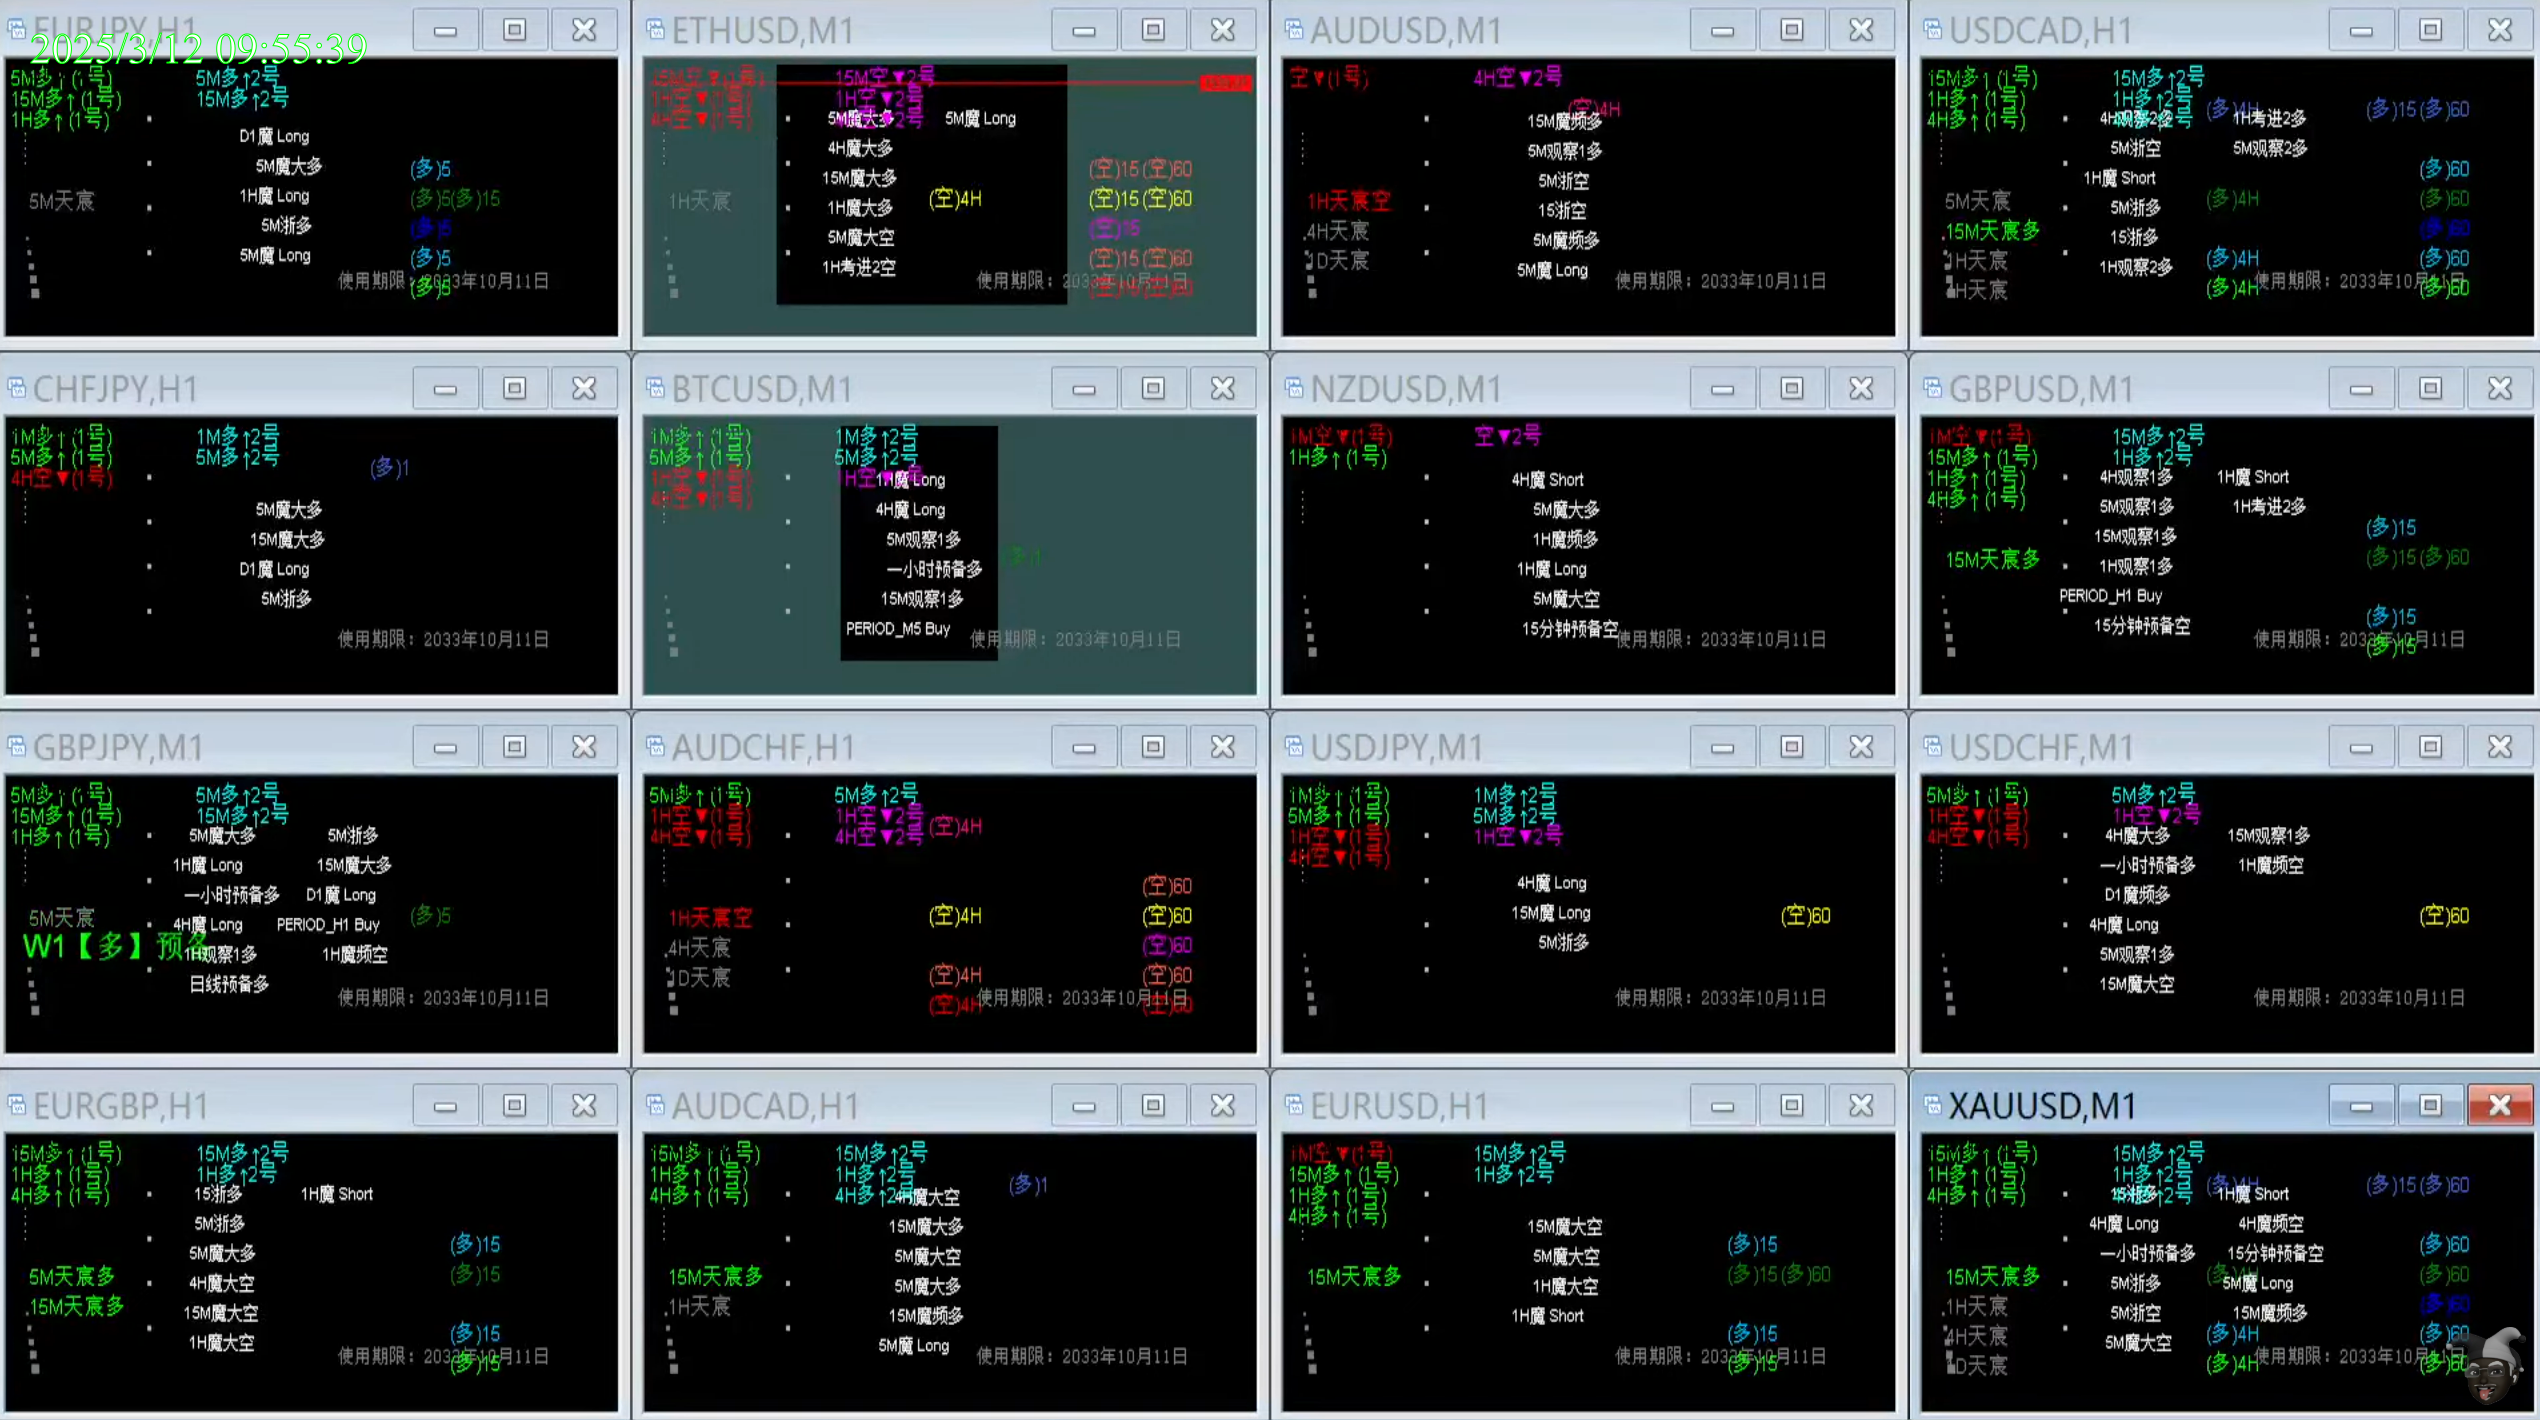 EURJPY,H1
2025/3/12 09:55:39
5M多↑(1号) 5M多↑2号
15M多↑(1号) 15M多↑2号
1H多↑(1号)
D1魔 Long
5M魔大多 (多)5
1H魔 Long (多)5(多)15
5M天宸
5M浙多 (多)5
5M魔 Long (多)5
使用期限：2033年10月11日
(多)5
ETHUSD,M1
15M空▼(1号) 15M空▼2号
1H空▼(1号) 1H空▼2号
4H空▼(1号) 5M魔大多 5M魔 Long
4H魔大多
15M魔大多 (空)15(空)60
1H天宸 1H魔大多 (空)4H (空)15(空)60
5M魔大空 (空)15
1H考进2空 (空)15(空)60
使用期限：2033年10月11日
(空)15(空)60
AUDUSD,M1
空▼(1号) 4H空▼2号
(空)4H
15M魔频多
5M观察1多
5M浙空
1H天宸空 15浙空
4H天宸 5M魔频多
1D天宸 5M魔 Long
使用期限：2033年10月11日
USDCAD,H1
15M多↑(1号) 15M多↑2号
1H多↑(1号) 1H多↑2号 (多)4H (多)15(多)60
4H多↑(1号) 4H观察2多 1H考进2多
5M浙空 5M观察2多
1H魔 Short (多)60
5M天宸 5M浙多 (多)4H (多)60
15M天宸多 15浙多 (多)60
1H天宸 1H观察2多 (多)4H (多)60
4H天宸 (多)4H 使用期限：2033年10月11日 (多)60
CHFJPY,H1
1M多↑(1号) 1M多↑2号
5M多↑(1号) 5M多↑2号 (多)1
4H空▼(1号)
5M魔大多
15M魔大多
D1魔 Long
5M浙多
使用期限：2033年10月11日
BTCUSD,M1
1M多↑(1号) 1M多↑2号
5M多↑(1号) 5M多↑2号
1H空▼(1号) 1H空▼2号 1H魔 Long
4H空▼(1号) 4H魔 Long
5M观察1多 (多)1
一小时预备多
15M观察1多
PERIOD_M5 Buy 使用期限：2033年10月11日
NZDUSD,M1
1M空▼(1号) 空▼2号
1H多↑(1号)
4H魔 Short
5M魔大多
1H魔频多
1H魔 Long
5M魔大空
15分钟预备空 使用期限：2033年10月11日
GBPUSD,M1
1M空▼(1号) 15M多↑2号
15M多↑(1号) 1H多↑2号
1H多↑(1号) 4H观察1多 1H魔 Short
4H多↑(1号) 5M观察1多 1H考进2多
15M观察1多 (多)15
15M天宸多 1H观察1多 (多)15(多)60
PERIOD_H1 Buy
15分钟预备空 (多)15
使用期限：2033年10月11日
(多)15
GBPJPY,M1
5M多↑(1号) 5M多↑2号
15M多↑(1号) 15M多↑2号
1H多↑(1号) 5M魔大多 5M浙多
1H魔 Long 15M魔大多
一小时预备多 D1魔 Long
5M天宸 4H魔 Long PERIOD_H1 Buy (多)5
W1【多】预备 1H观察1多 1H魔频空
日线预备多
使用期限：2033年10月11日
AUDCHF,H1
5M多↑(1号) 5M多↑2号
1H空▼(1号) 1H空▼2号 (空)4H
4H空▼(1号) 4H空▼2号
(空)60
1H天宸空 (空)4H (空)60
4H天宸 (空)60
1D天宸 (空)4H (空)60
(空)4H 使用期限：2033年10月11日 (空)60
USDJPY,M1
1M多↑(1号) 1M多↑2号
5M多↑(1号) 5M多↑2号
1H空▼(1号) 1H空▼2号
4H空▼(1号)
4H魔 Long
15M魔 Long (空)60
5M浙多
使用期限：2033年10月11日
USDCHF,M1
5M多↑(1号) 5M多↑2号
1H空▼(1号) 1H空▼2号
4H空▼(1号) 4H魔大多 15M观察1多
一小时预备多 1H魔频空
D1魔频多
4H魔 Long (空)60
5M观察1多
15M魔大空
使用期限：2033年10月11日
EURGBP,H1
15M多↑(1号) 15M多↑2号
1H多↑(1号) 1H多↑2号
4H多↑(1号) 15浙多 1H魔 Short
5M浙多
5M魔大多 (多)15
5M天宸多 4H魔大空 (多)15
15M天宸多 15M魔大空
1H魔大空 (多)15
使用期限：2033年10月11日
(多)15
AUDCAD,H1
15M多↑(1号) 15M多↑2号
1H多↑(1号) 1H多↑2号 (多)1
4H多↑(1号) 4H多↑2号 4H魔大空
15M魔大多
5M魔大空
15M天宸多 5M魔大多
1H天宸 15M魔频多
5M魔 Long
使用期限：2033年10月11日
EURUSD,H1
1M空▼(1号) 15M多↑2号
15M多↑(1号) 1H多↑2号
1H多↑(1号)
4H多↑(1号) 15M魔大空
5M魔大空 (多)15
15M天宸多 1H魔大空 (多)15(多)60
1H魔 Short (多)15
使用期限：2033年10月11日
(多)15
XAUUSD,M1
15M多↑(1号) 15M多↑2号
1H多↑(1号) 1H多↑2号 (多)4H (多)15(多)60
4H多↑(1号) 15浙多 1H魔 Short
4H魔 Long 4H魔频空
一小时预备多 15分钟预备空 (多)60
15M天宸多 5M浙多 5M魔 Long (多)60
1H天宸 5M浙空 15M魔频多 (多)60
4H天宸 5M魔大空 (多)4H (多)60
1D天宸 (多)4H 使用期限：2033年10月11日 (多)60